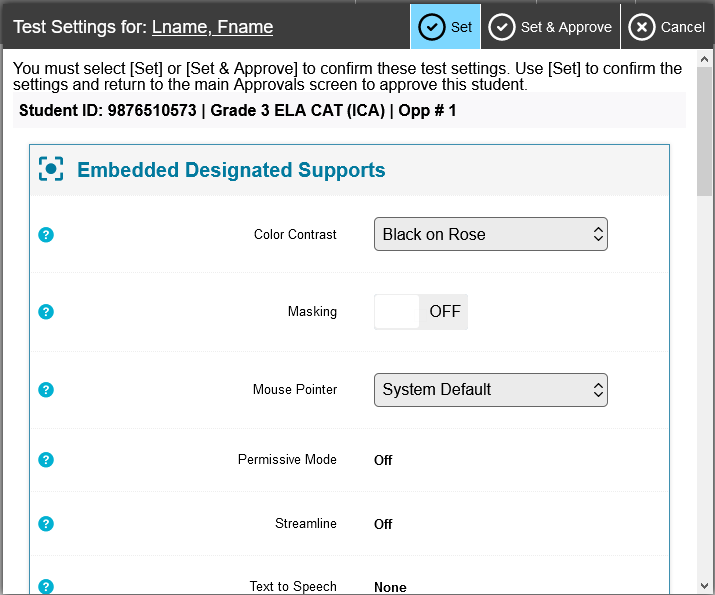 Test Settings for: Lname, Fname
Set
Set & Approve
Cancel
You must select [Set] or [Set & Approve] to confirm these test settings. Use [Set] to confirm the
settings and return to the main Approvals screen to approve this student.
Student ID: 9876510573 | Grade 3 ELA CAT (ICA) | Opp # 1
Embedded Designated Supports
? Color Contrast Black on Rose
? Masking OFF
? Mouse Pointer System Default
? Permissive Mode Off
? Streamline Off
? Text to Speech None